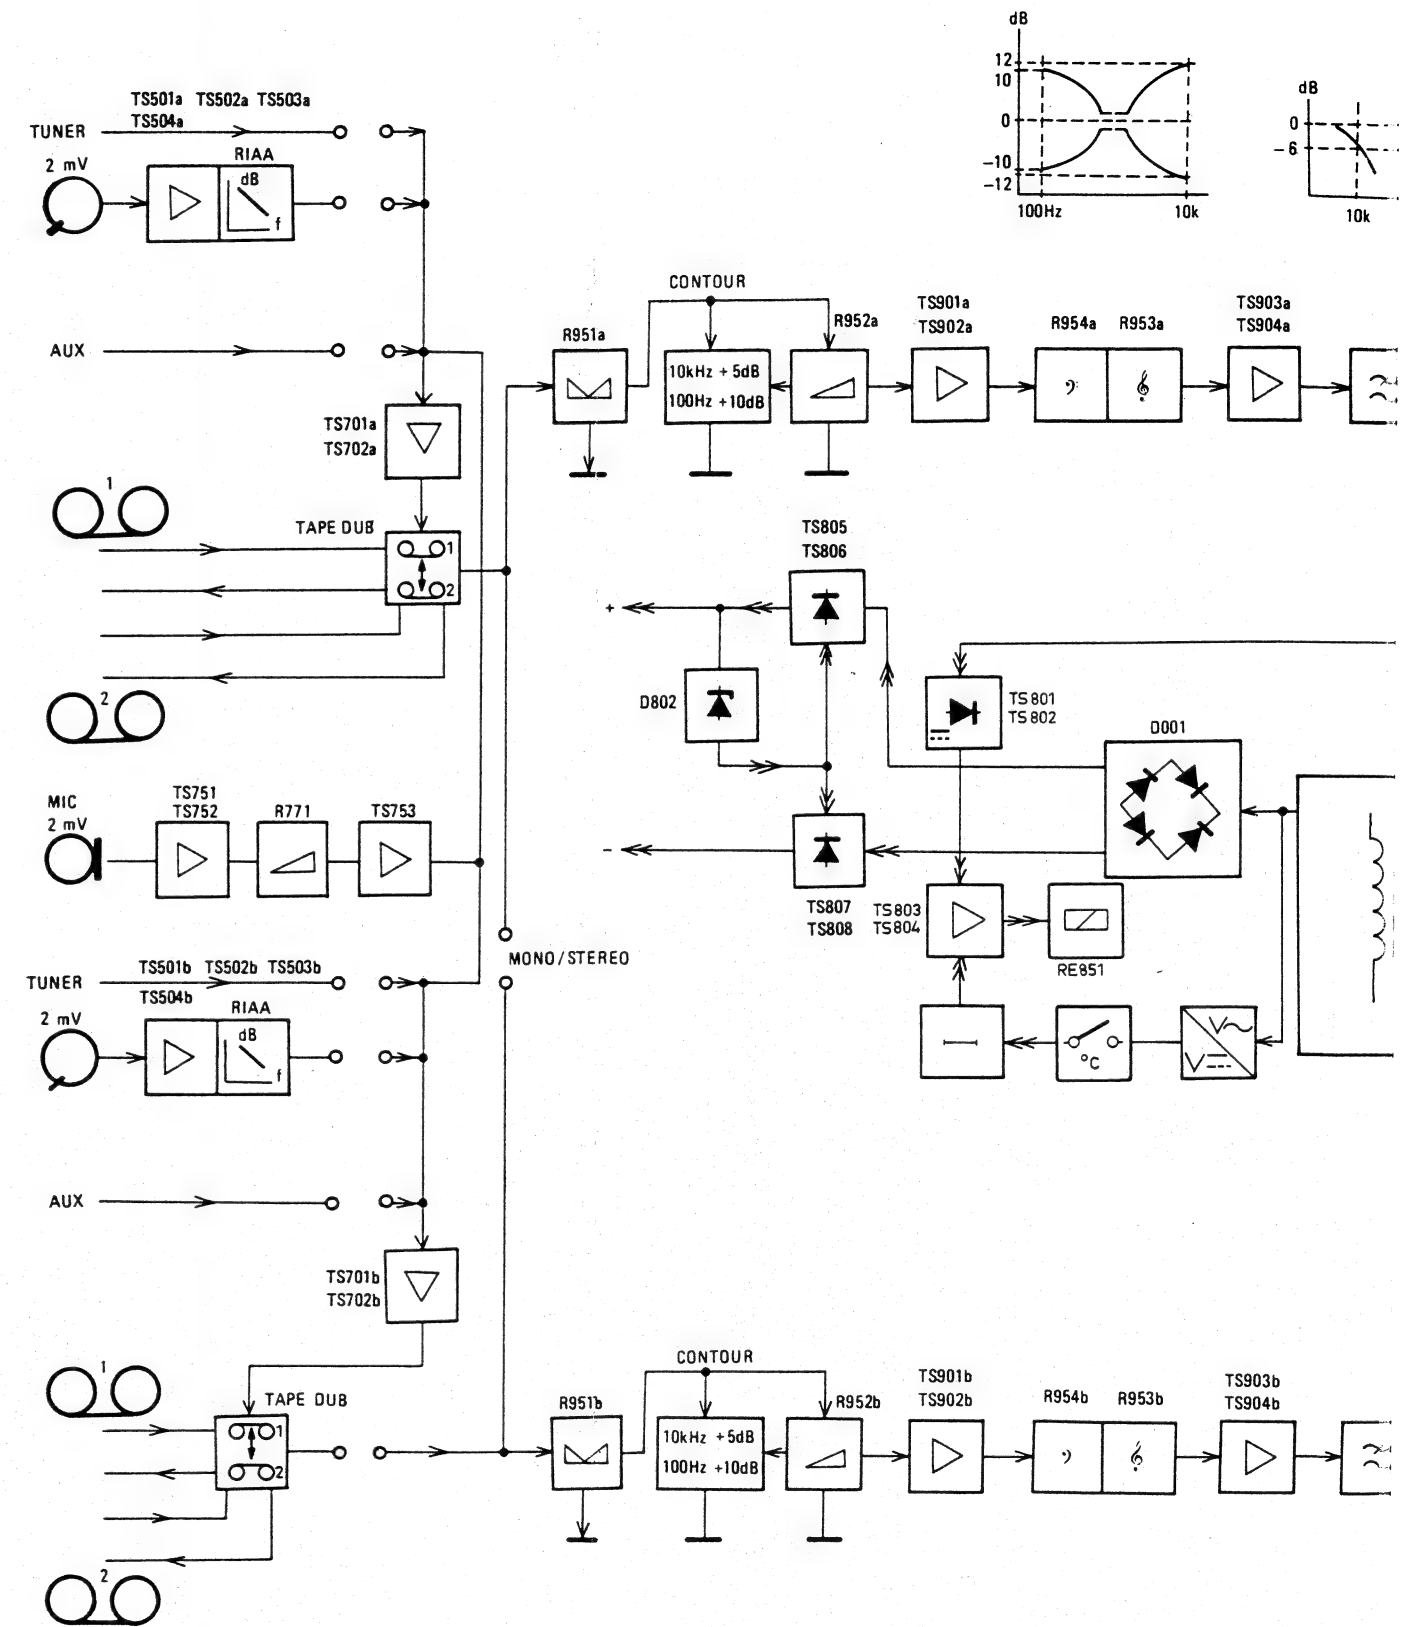 dB
12
10
0
-10
-12
100Hz
10k
dB
0
-6
10k
TS501a TS502a TS503a
TS504a
TUNER
2 mV
RIAA
dB
f
AUX
CONTOUR
R951a
10kHz +5dB
100Hz +10dB
R952a
TS901a
TS902a
R954a
R953a
TS903a
TS904a
TS701a
TS702a
1
TAPE DUB
1
2
2
TS805
TS806
+
D802
TS801
TS802
D001
MIC
2 mV
TS751
TS752
R771
TS753
-
TS807
TS808
TS803
TS804
RE851
MONO/STEREO
°C
V
V
TUNER
TS501b TS502b TS503b
TS504b
2 mV
RIAA
dB
f
AUX
TS701b
TS702b
1
TAPE DUB
1
2
2
CONTOUR
R951b
10kHz +5dB
100Hz +10dB
R952b
TS901b
TS902b
R954b
R953b
TS903b
TS904b